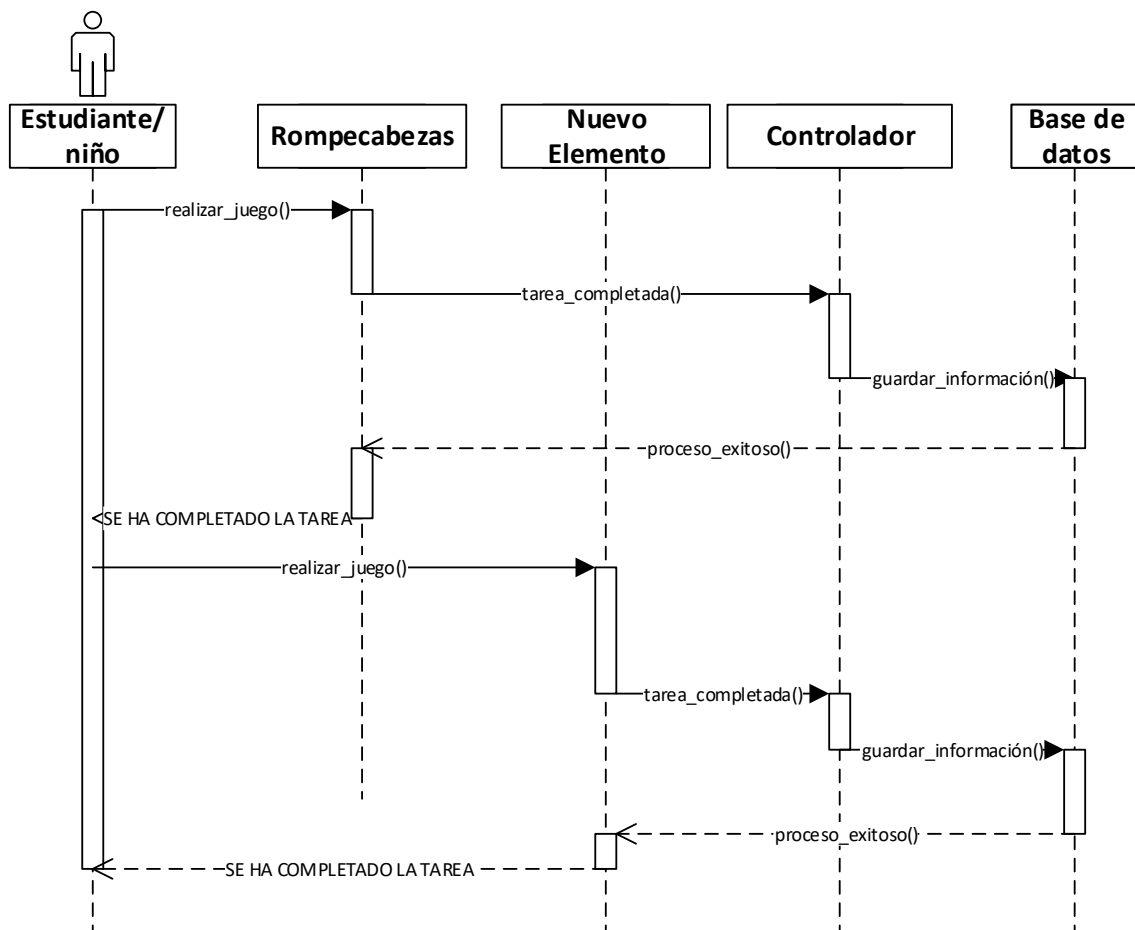 Estudiante/
niño
Rompecabezas
Nuevo
Elemento
Controlador
Base de
datos
realizar_juego()
tarea_completada()
guardar_información()
proceso_exitoso()
SE HA COMPLETADO LA TAREA
realizar_juego()
tarea_completada()
guardar_información()
proceso_exitoso()
SE HA COMPLETADO LA TAREA